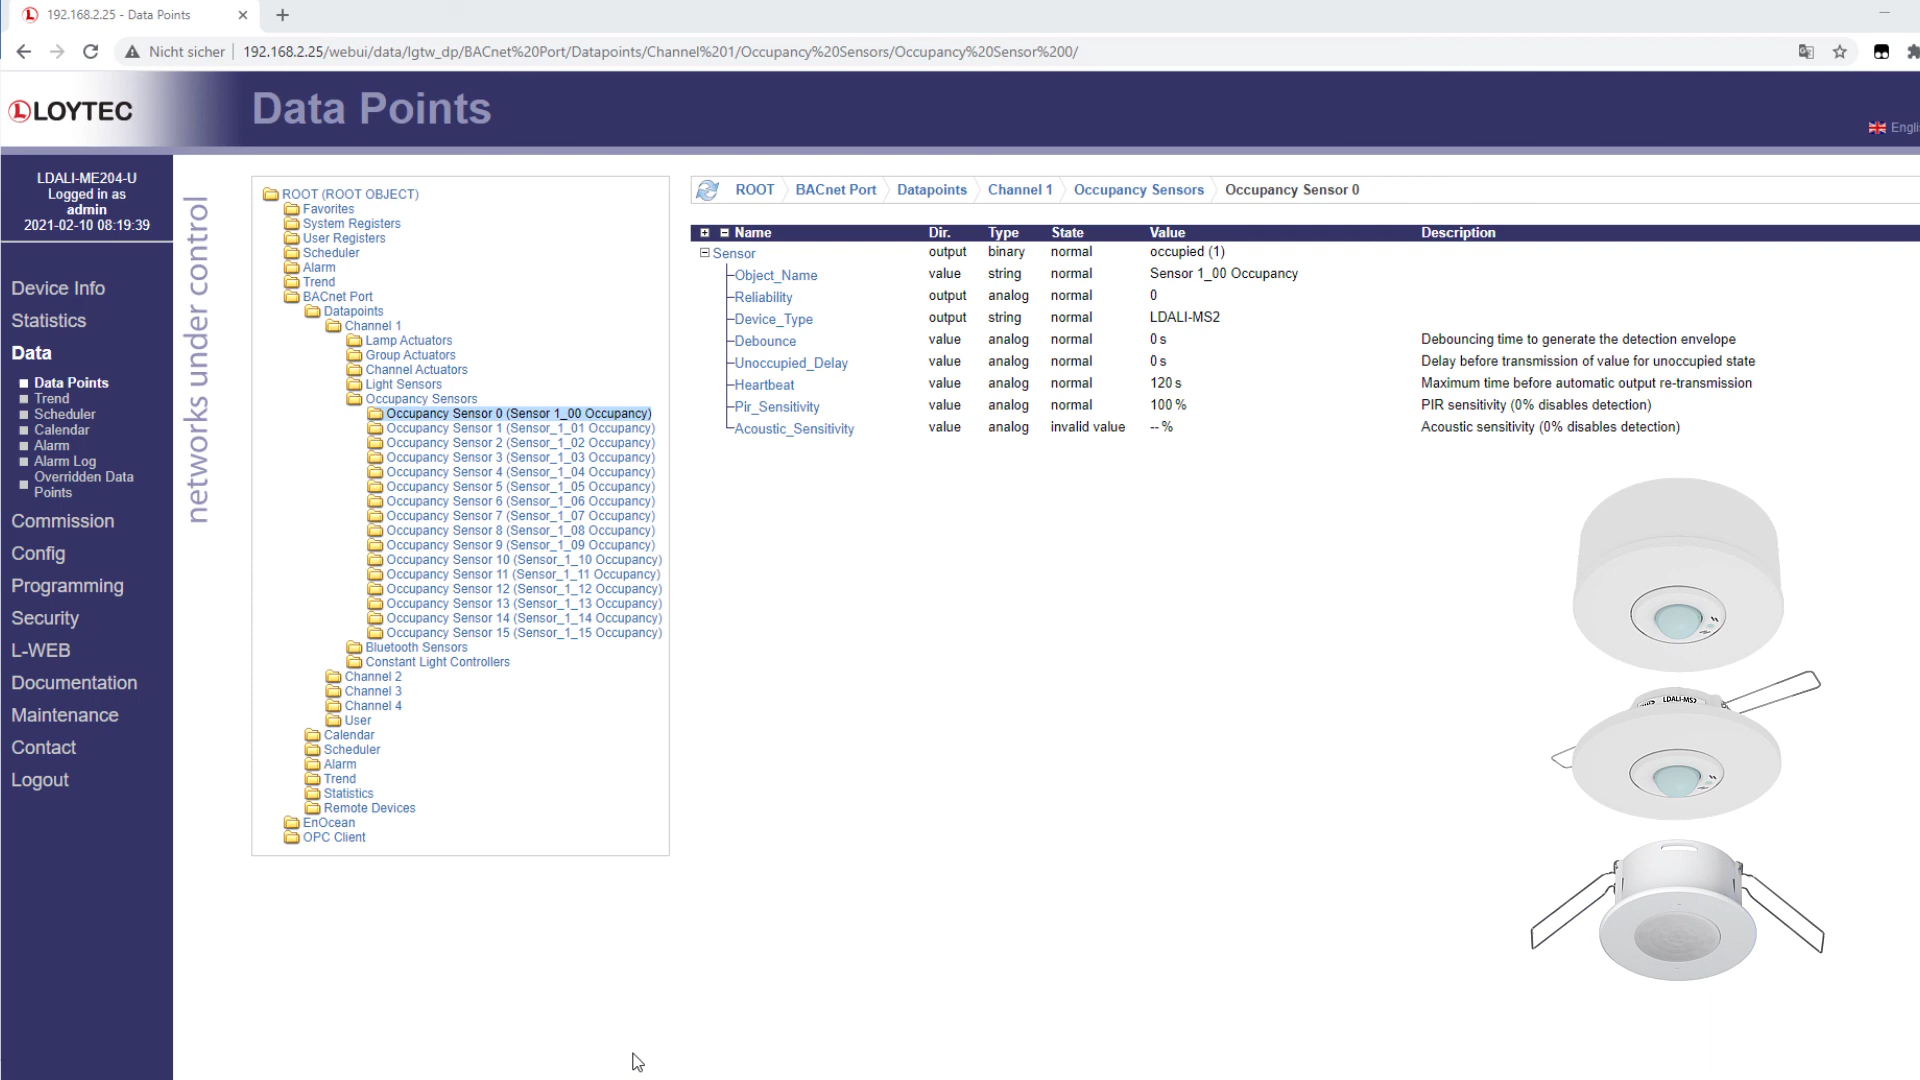 192.168.2.25 - Data Points
Nicht sicher
192.168.2.25/webui/data/lgtw_dp/BACnet%20Port/Datapoints/Channel%201/Occupancy%20Sensors/Occupancy%20Sensor%200/
LOYTEC
Data Points
Engli
LDALI-ME204-U
Logged in as
admin
2021-02-10 08:19:39
Device Info
Statistics
Data
Data Points
Trend
Scheduler
Calendar
Alarm
Alarm Log
Overridden Data
Points
Commission
Config
Programming
Security
L-WEB
Documentation
Maintenance
Contact
Logout
networks under control
ROOT (ROOT OBJECT)
Favorites
System Registers
User Registers
Scheduler
Alarm
Trend
BACnet Port
Datapoints
Channel 1
Lamp Actuators
Group Actuators
Channel Actuators
Light Sensors
Occupancy Sensors
Occupancy Sensor 0 (Sensor 1_00 Occupancy)
Occupancy Sensor 1 (Sensor_1_01 Occupancy)
Occupancy Sensor 2 (Sensor_1_02 Occupancy)
Occupancy Sensor 3 (Sensor_1_03 Occupancy)
Occupancy Sensor 4 (Sensor_1_04 Occupancy)
Occupancy Sensor 5 (Sensor_1_05 Occupancy)
Occupancy Sensor 6 (Sensor_1_06 Occupancy)
Occupancy Sensor 7 (Sensor_1_07 Occupancy)
Occupancy Sensor 8 (Sensor_1_08 Occupancy)
Occupancy Sensor 9 (Sensor_1_09 Occupancy)
Occupancy Sensor 10 (Sensor_1_10 Occupancy)
Occupancy Sensor 11 (Sensor_1_11 Occupancy)
Occupancy Sensor 12 (Sensor_1_12 Occupancy)
Occupancy Sensor 13 (Sensor_1_13 Occupancy)
Occupancy Sensor 14 (Sensor_1_14 Occupancy)
Occupancy Sensor 15 (Sensor_1_15 Occupancy)
Bluetooth Sensors
Constant Light Controllers
Channel 2
Channel 3
Channel 4
User
Calendar
Scheduler
Alarm
Trend
Statistics
Remote Devices
EnOcean
OPC Client
ROOT BACnet Port Datapoints Channel 1 Occupancy Sensors Occupancy Sensor 0
Name Dir. Type State Value Description
Sensor output binary normal occupied (1)
Object_Name value string normal Sensor 1_00 Occupancy
Reliability output analog normal 0
Device_Type output string normal LDALI-MS2
Debounce value analog normal 0 s Debouncing time to generate the detection envelope
Unoccupied_Delay value analog normal 0 s Delay before transmission of value for unoccupied state
Heartbeat value analog normal 120 s Maximum time before automatic output re-transmission
Pir_Sensitivity value analog normal 100 % PIR sensitivity (0% disables detection)
Acoustic_Sensitivity value analog invalid value -- % Acoustic sensitivity (0% disables detection)
LDALI-MS2